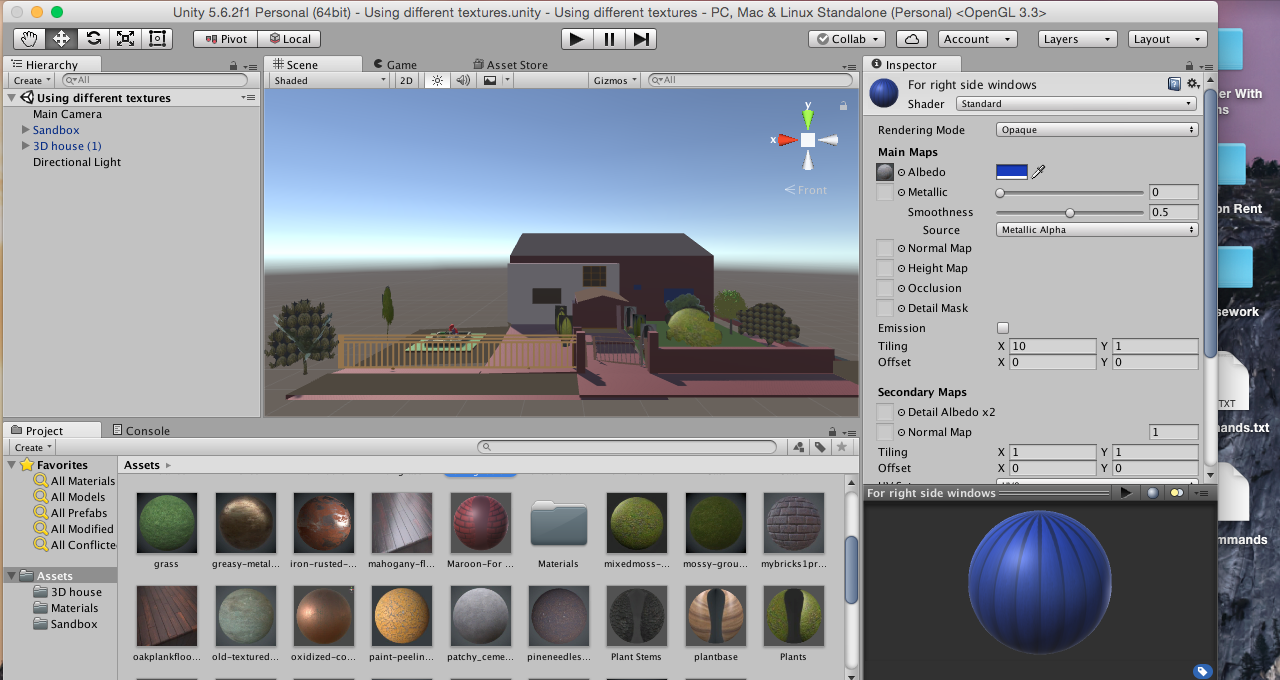 Unity 5.6.2f1 Personal (64bit) - Using different textures.unity - Using different textures - PC, Mac & Linux Standalone (Personal) <OpenGL 3.3>
Pivot Local Collab Account Layers Layout
Hierarchy
Create All
Using different textures
Main Camera
Sandbox
3D house (1)
Directional Light
Scene Game Asset Store
Shaded 2D Gizmos All
y
x
Front
Inspector
For right side windows
Shader Standard
Rendering Mode Opaque
Main Maps
Albedo
Metallic 0
Smoothness 0.5
Source Metallic Alpha
Normal Map
Height Map
Occlusion
Detail Mask
Emission
Tiling X 10 Y 1
Offset X 0 Y 0
Secondary Maps
Detail Albedo x2
Normal Map 1
Tiling X 1 Y 1
Offset X 0 Y 0
For right side windows
Project Console
Create
Favorites
All Materials
All Models
All Prefabs
All Modified
All Conflicte
Assets
3D house
Materials
Sandbox
Assets
grass greasy-metal... iron-rusted-... mahogany-fl... Maroon-For ... Materials mixedmoss-... mossy-grou... mybricks1pr...
oakplankfloo... old-textured... oxidized-co... paint-peelin... patchy_ceme... pineneedles... Plant Stems plantbase Plants
er With
ns
on Rent
sework
TXT
ands.txt
mmands